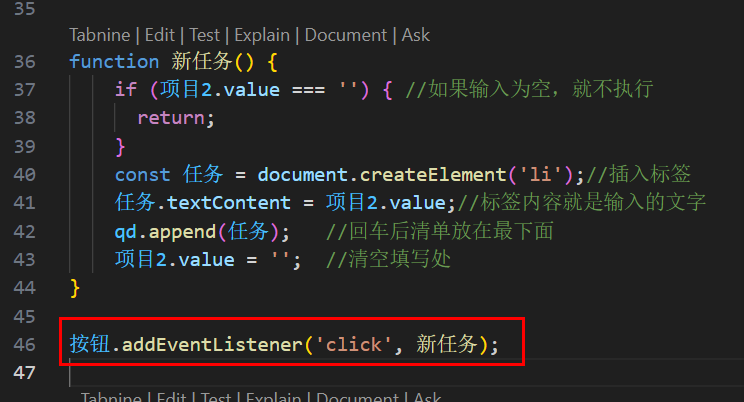 35
Tabnine | Edit | Test | Explain | Document | Ask
36 function 新任务() {
37 if (项目2.value === '') { //如果输入为空，就不执行
38 return;
39 }
40 const 任务 = document.createElement('li');//插入标签
41 任务.textContent = 项目2.value;//标签内容就是输入的文字
42 qd.append(任务); //回车后清单放在最下面
43 项目2.value = ''; //清空填写处
44 }
45
46 按钮.addEventListener('click', 新任务);
47
Tabnine | Edit | Test | Explain | Document | Ask